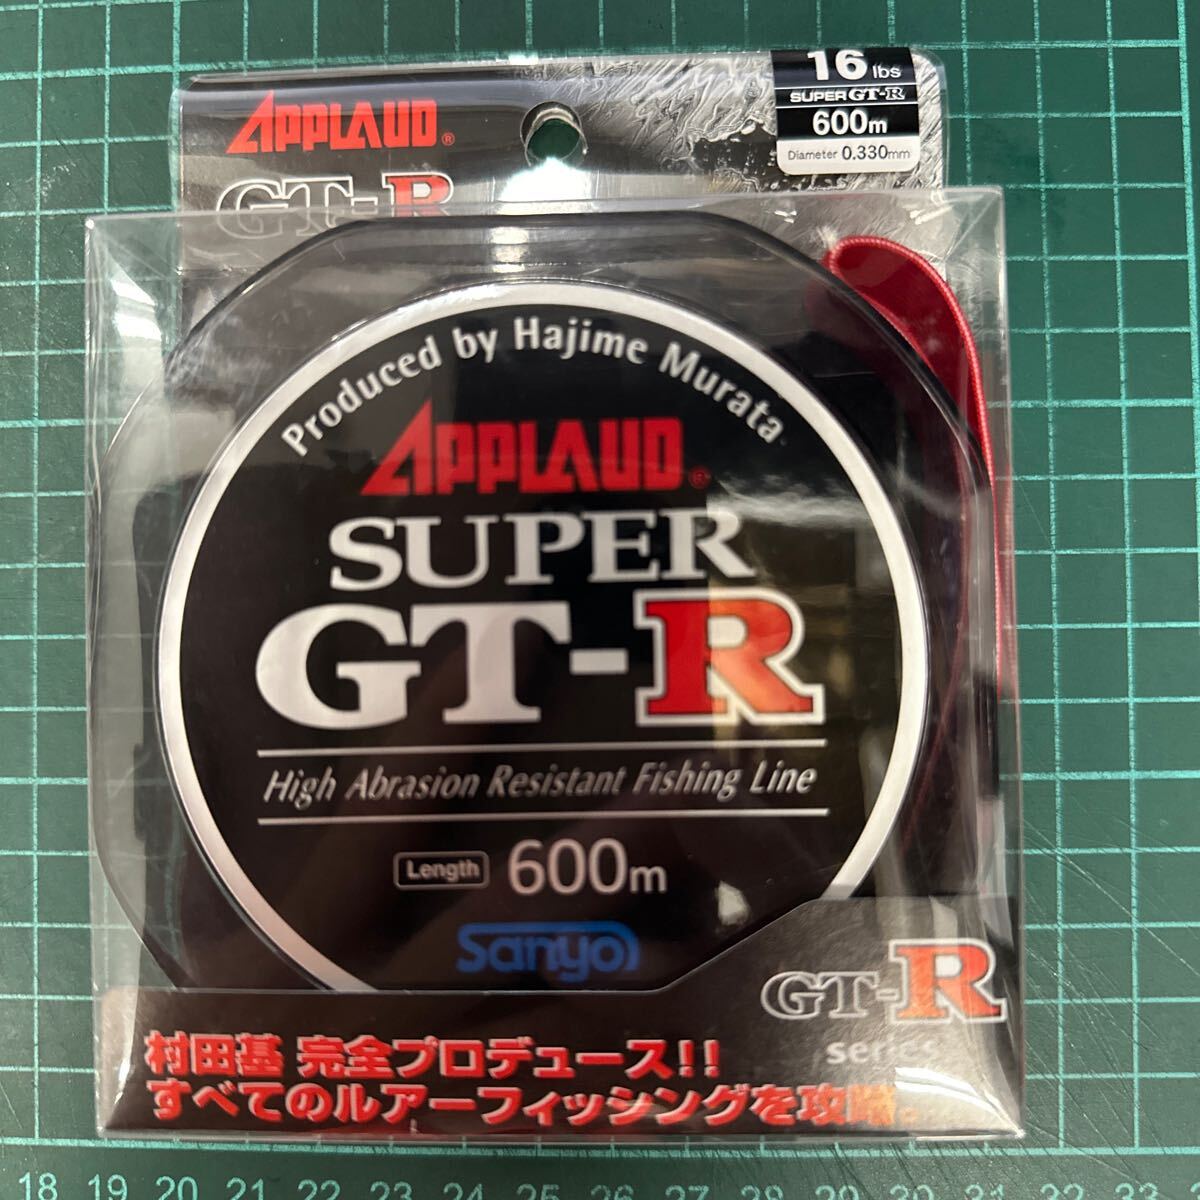 16 lbs
SUPER GT-R
600m
Diameter 0.330mm
APPLAUD®
GT-R
Produced by Hajime Murata
APPLAUD®
SUPER
GT-R
High Abrasion Resistant Fishing Line
Length 600m
Sanyo
GT-R
series
村田基 完全プロデュース!!
すべてのルアーフィッシングを攻略。
18 19 20 21 22 23 24 25 26 27 28 29 30 31 32 33